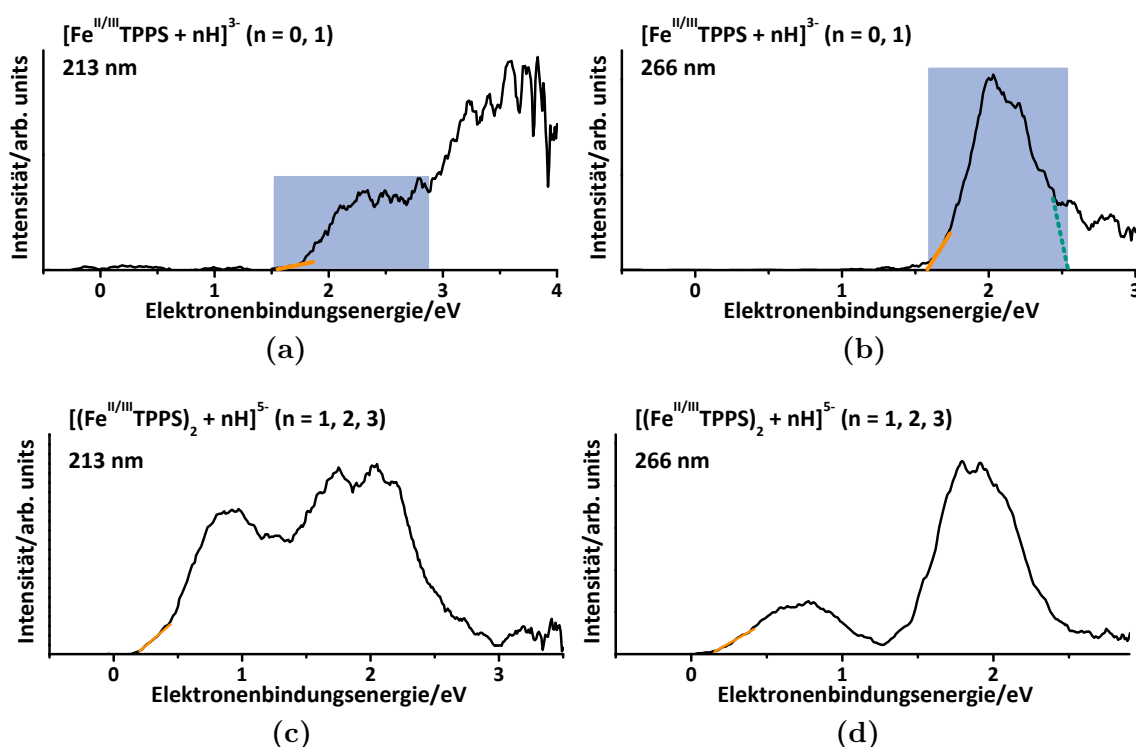 [Fe^II/III TPPS + nH]^3- (n = 0, 1)
213 nm
Intensität/arb. units
0 1 2 3 4
Elektronenbindungsenergie/eV
(a)
[Fe^II/III TPPS + nH]^3- (n = 0, 1)
266 nm
Intensität/arb. units
0 1 2 3
Elektronenbindungsenergie/eV
(b)
[(Fe^II/III TPPS)_2 + nH]^5- (n = 1, 2, 3)
213 nm
Intensität/arb. units
0 1 2 3
Elektronenbindungsenergie/eV
(c)
[(Fe^II/III TPPS)_2 + nH]^5- (n = 1, 2, 3)
266 nm
Intensität/arb. units
0 1 2
Elektronenbindungsenergie/eV
(d)